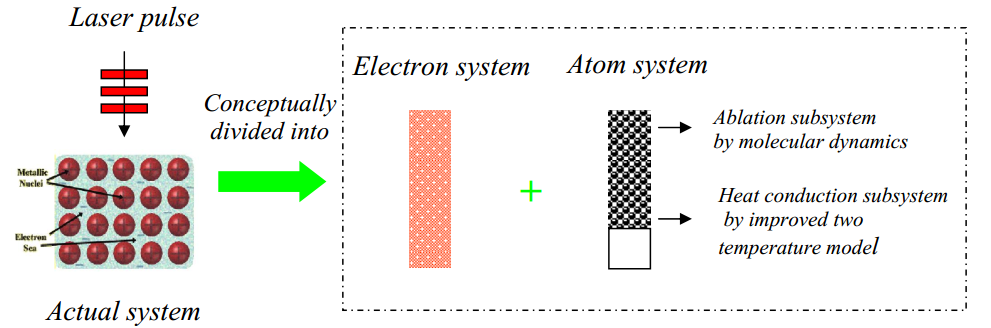 Laser pulse
Conceptually
divided into
Metallic
Nuclei
Electron
Sea
Actual system
Electron system
Atom system
+
Ablation subsystem
by molecular dynamics
Heat conduction subsystem
by improved two
temperature model